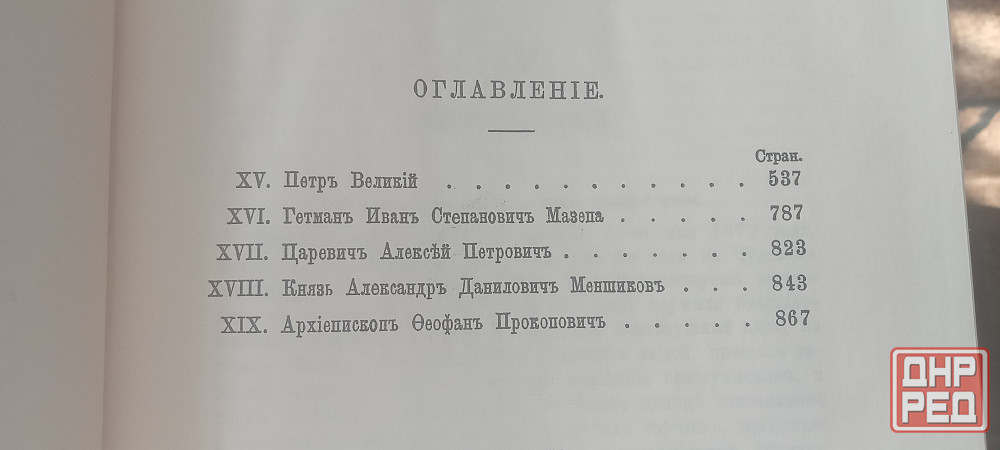 ОГЛАВЛЕНІЕ.
Стран.
XV. Петръ Великій . . . . . . . . . . . 537
XVI. Гетманъ Иванъ Степановичъ Мазепа . . . . . 787
XVII. Царевичъ Алексѣй Петровичъ . . . . . . . 823
XVIII. Князь Александръ Даниловичъ Меншиковъ . . . 843
XIX. Архіепископъ Ѳеофанъ Прокоповичъ . . . . . 867
ДНР
РЕД